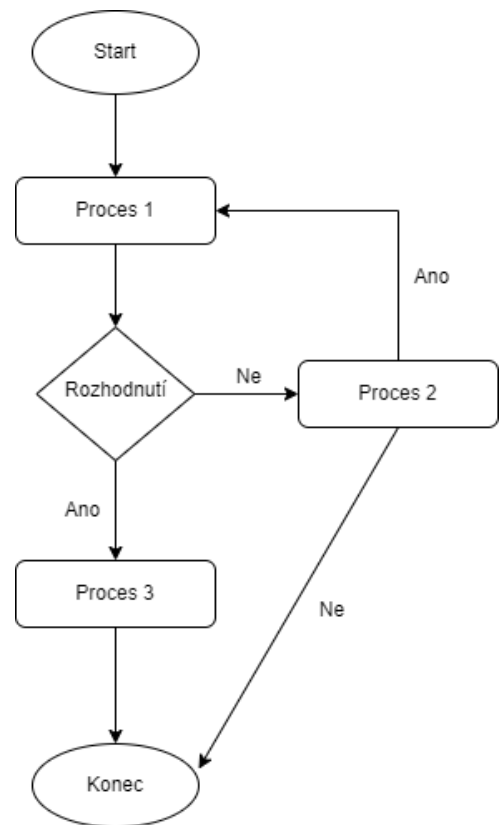 Start
Proces 1
Ano
Rozhodnutí
Ne
Proces 2
Ano
Proces 3
Ne
Konec